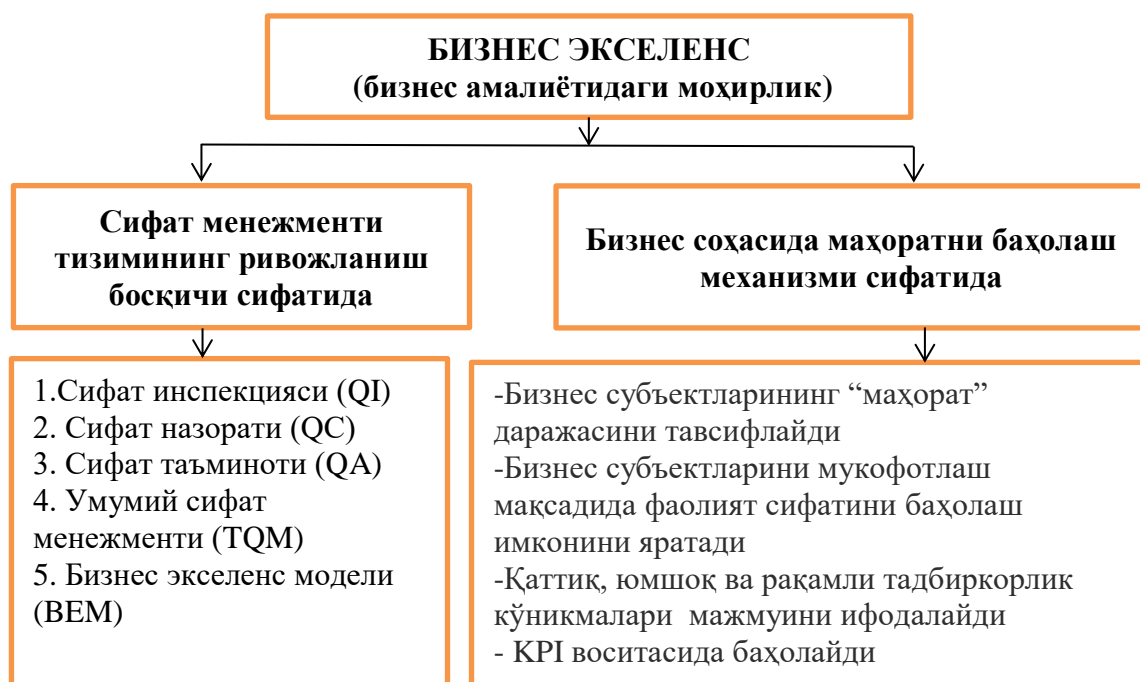 БИЗНЕС ЭКСЕЛЕНС
(бизнес амалиётидаги моҳирлик)
Сифат менежменти
тизимининг ривожланиш
босқичи сифатида
Бизнес соҳасида маҳоратни баҳолаш
механизми сифатида
1.Сифат инспекцияси (QI)
2. Сифат назорати (QC)
3. Сифат таъминоти (QA)
4. Умумий сифат
менежменти (TQM)
5. Бизнес экселенс модели
(BEM)
-Бизнес субъектларининг “маҳорат”
даражасини тавсифлайди
-Бизнес субъектларини мукофотлаш
мақсадида фаолият сифатини баҳолаш
имконини яратади
-Қаттиқ, юмшоқ ва рақамли тадбиркорлик
кўникмалари мажмуини ифодалайди
- KPI воситасида баҳолайди